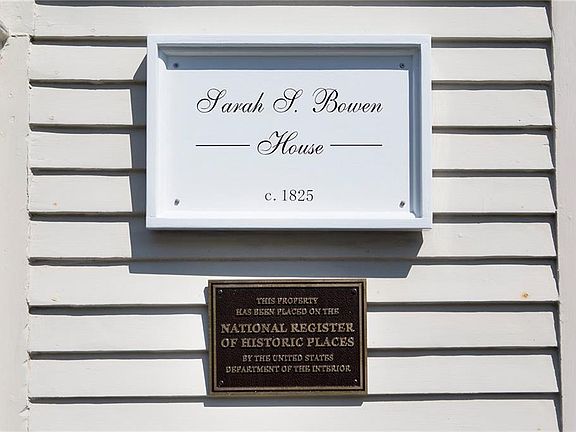 Sarah S. Bowen
House
c. 1825
THIS PROPERTY
HAS BEEN PLACED ON THE
NATIONAL REGISTER
OF HISTORIC PLACES
BY THE UNITED STATES
DEPARTMENT OF THE INTERIOR